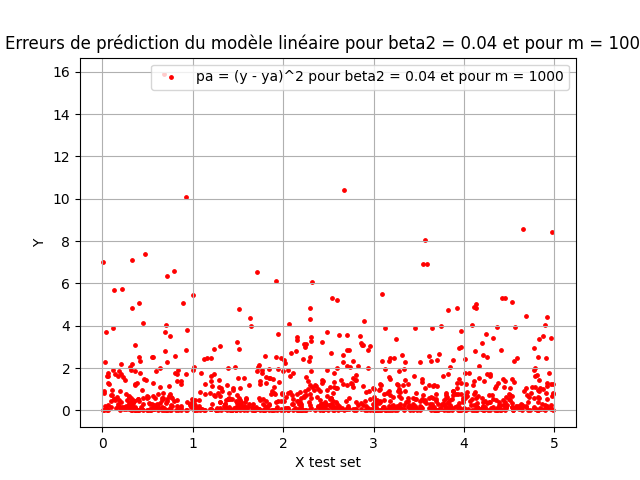 Erreurs de prédiction du modèle linéaire pour beta2 = 0.04 et pour m = 100
pa = (y - ya)^2 pour beta2 = 0.04 et pour m = 1000
16
14
12
10
8
6
4
2
0
Y
0 1 2 3 4 5
X test set